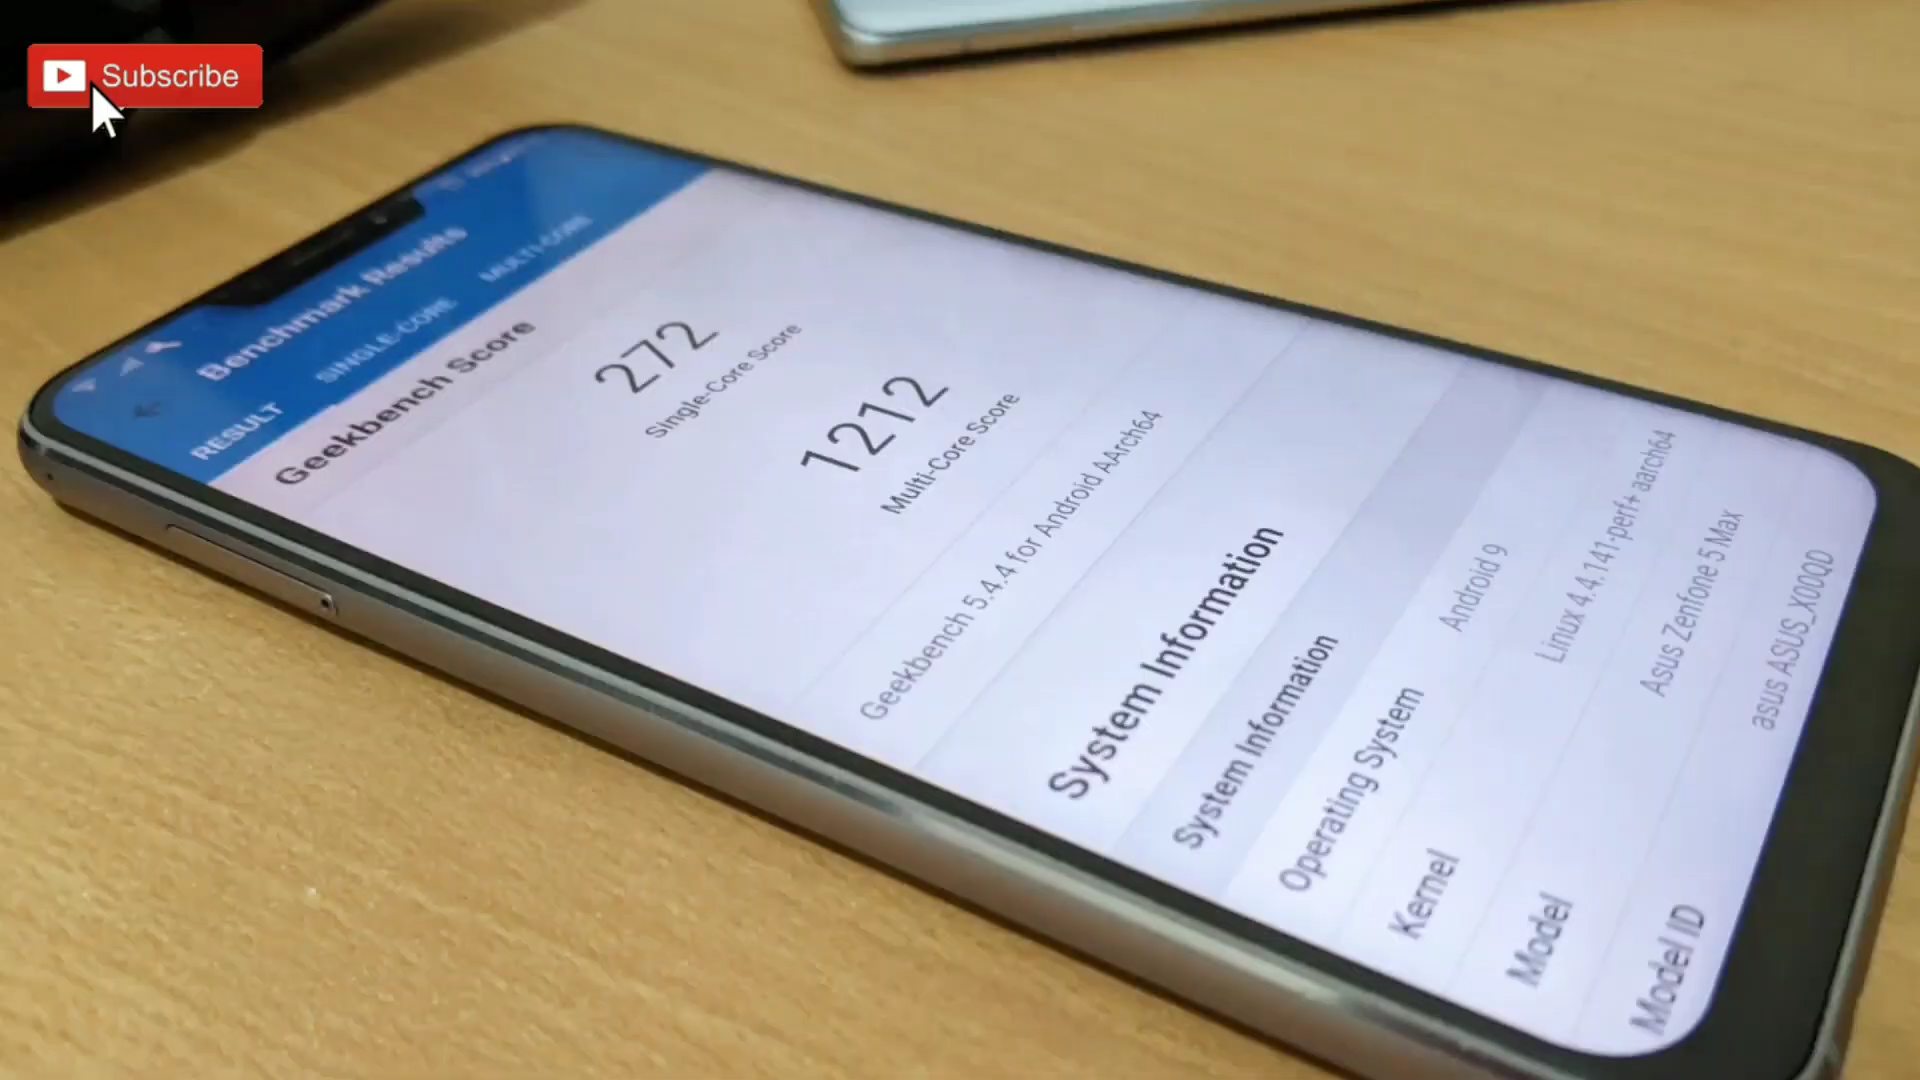 Subscribe
Benchmark Results
RESULT
SINGLE-CORE
MULTI-CORE
Geekbench Score
272
Single-Core Score
1212
Multi-Core Score
Geekbench 5.4.4 for Android AArch64
System Information
System Information
Operating System Android 9
Kernel Linux 4.4.141-perf+ aarch64
Model Asus Zenfone 5 Max
Model ID asus ASUS_X00QD